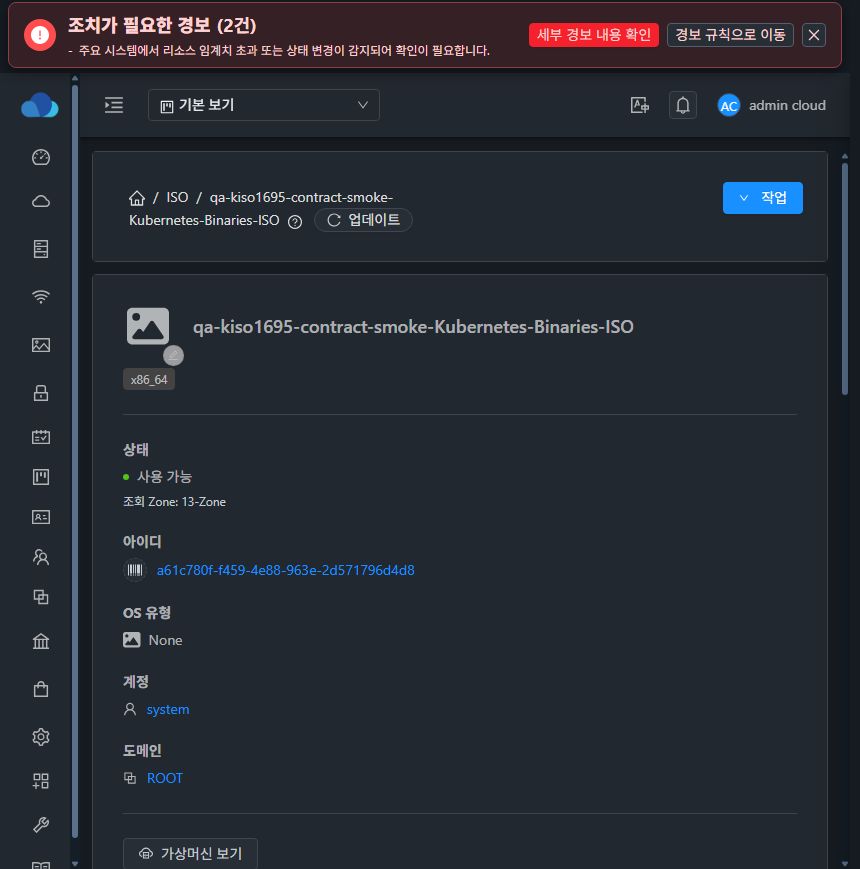 조치가 필요한 경보 (2건)
- 주요 시스템에서 리소스 임계치 초과 또는 상태 변경이 감지되어 확인이 필요합니다.
세부 경보 내용 확인
경보 규칙으로 이동
기본 보기
AC admin cloud
/ ISO / qa-kiso1695-contract-smoke-
Kubernetes-Binaries-ISO
업데이트
작업
qa-kiso1695-contract-smoke-Kubernetes-Binaries-ISO
x86_64
상태
사용 가능
조회 Zone: 13-Zone
아이디
a61c780f-f459-4e88-963e-2d571796d4d8
OS 유형
None
계정
system
도메인
ROOT
가상머신 보기